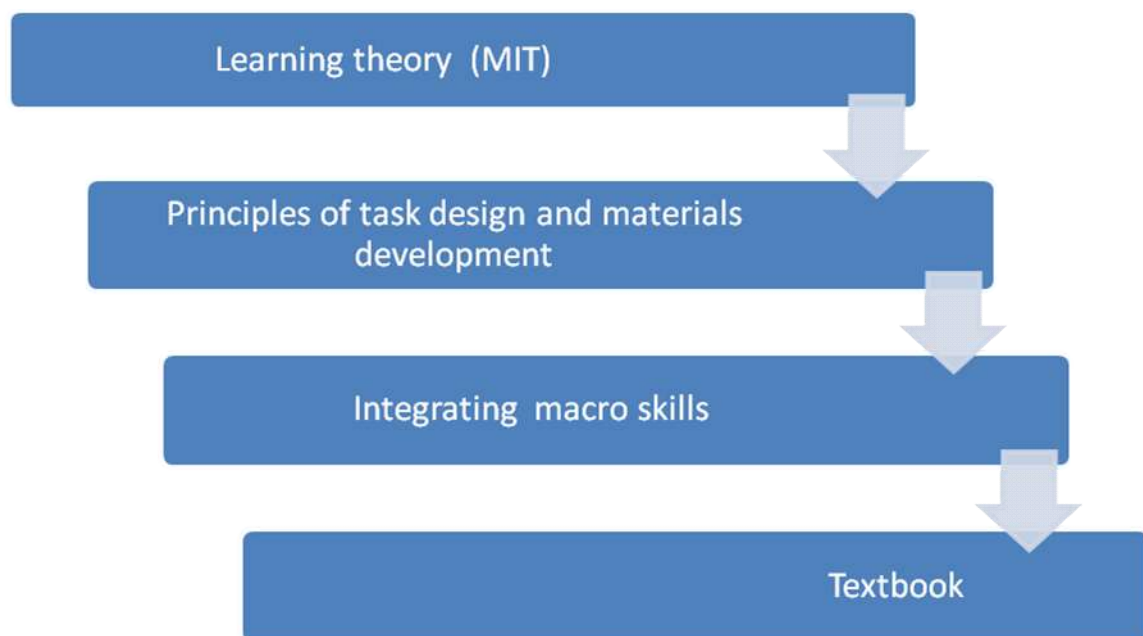 Learning theory (MIT)
Principles of task design and materials
development
Integrating macro skills
Textbook